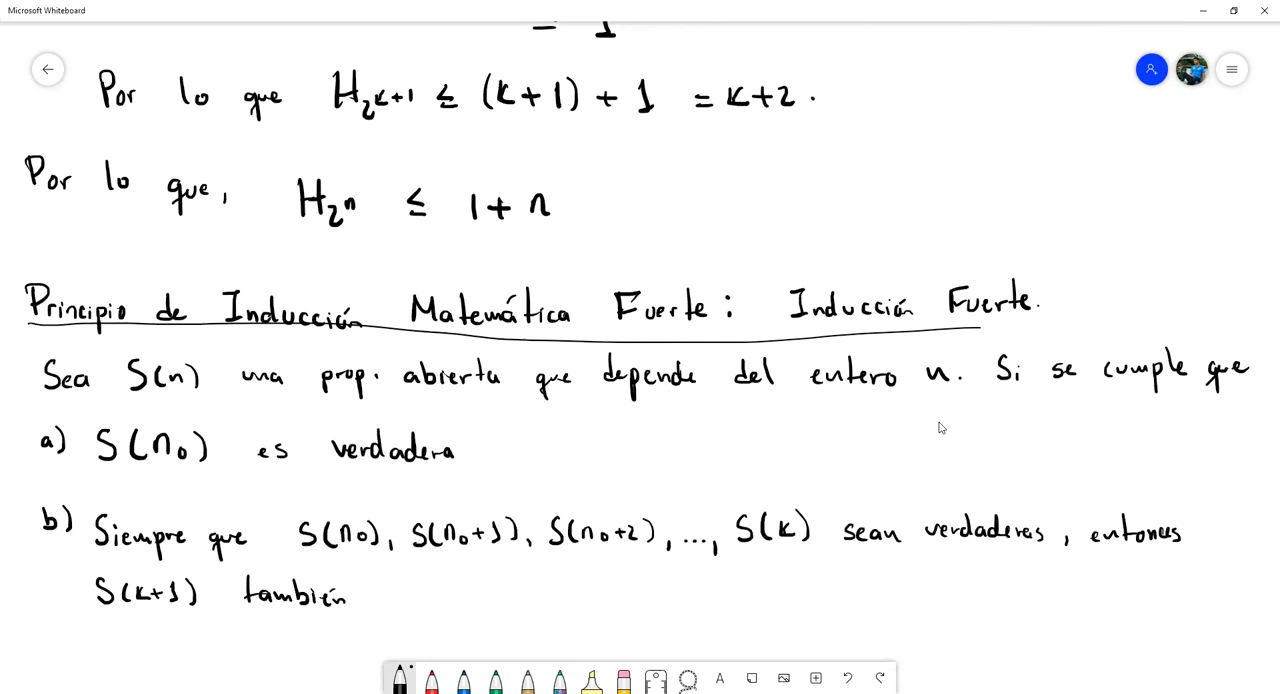 Microsoft Whiteboard
= 1
Por lo que H_{2^{k+1}} ≤ (k+1) + 1 = k+2.
Por lo que, H_{2^n} ≤ 1 + n
Principio de Inducción Matemática Fuerte: Inducción Fuerte.
Sea S(n) una prop. abierta que depende del entero n. Si se cumple que
a) S(n₀) es verdadera
b) Siempre que S(n₀), S(n₀+1), S(n₀+2), ..., S(k) sean verdaderas, entonces
S(k+1) también